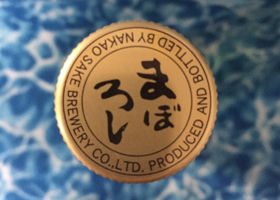 まぼ
ろし
PRODUCED AND BOTTLED BY NAKAO SAKE BREWERY CO.,LTD.